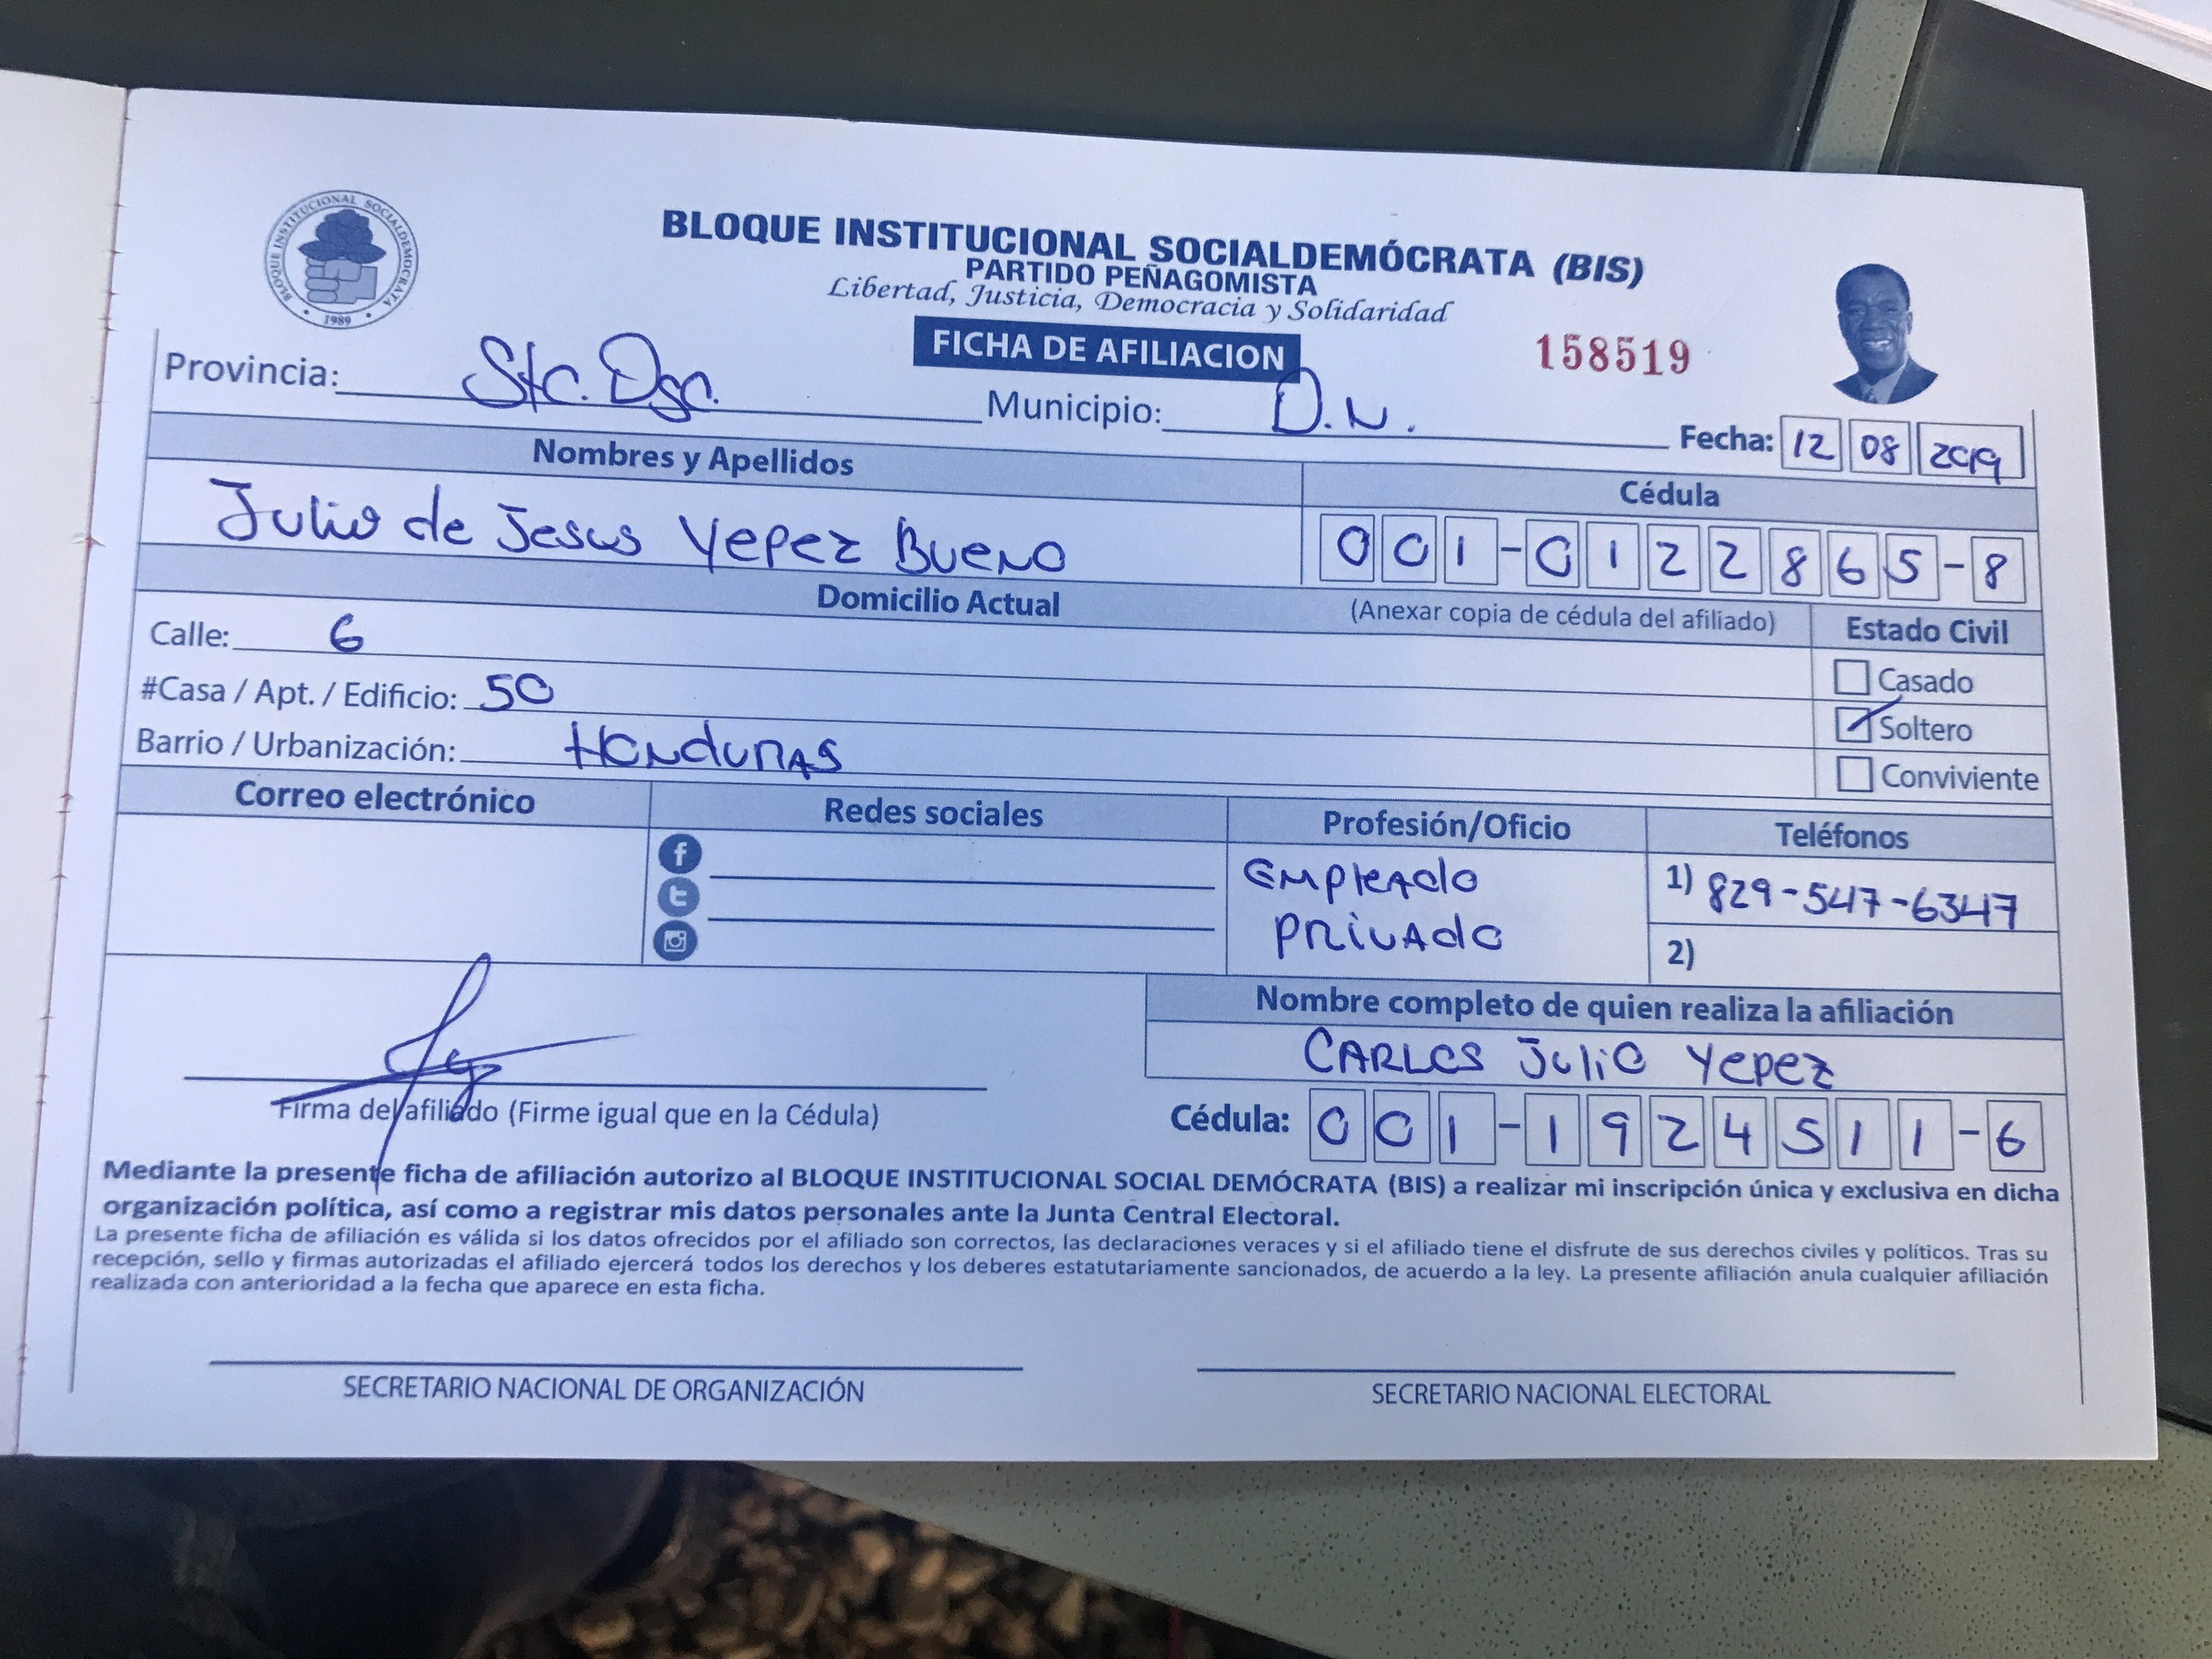 BLOQUE INSTITUCIONAL SOCIALDEMOCRATA
1989
BLOQUE INSTITUCIONAL SOCIALDEMÓCRATA (BIS)
PARTIDO PEÑAGOMISTA
Libertad, Justicia, Democracia y Solidaridad
FICHA DE AFILIACION
158519
Provincia: Sto. Dgo.
Municipio: D.N.
Fecha: 12 08 2019
Nombres y Apellidos
Cédula
Julio de Jesus Yepez Bueno
001-0122865-8
Domicilio Actual
(Anexar copia de cédula del afiliado)
Estado Civil
Calle: 6
Casado
#Casa / Apt. / Edificio: 50
Soltero
Barrio / Urbanización: Honduras
Conviviente
Correo electrónico
Redes sociales
Profesión/Oficio
Teléfonos
Empleado
Privado
1) 829-547-6347
2)
Nombre completo de quien realiza la afiliación
Carlos Julio Yepez
Firma del afiliado (Firme igual que en la Cédula)
Cédula: 001-1924511-6
Mediante la presente ficha de afiliación autorizo al BLOQUE INSTITUCIONAL SOCIAL DEMÓCRATA (BIS) a realizar mi inscripción única y exclusiva en dicha
organización política, así como a registrar mis datos personales ante la Junta Central Electoral.
La presente ficha de afiliación es válida si los datos ofrecidos por el afiliado son correctos, las declaraciones veraces y si el afiliado tiene el disfrute de sus derechos civiles y políticos. Tras su
recepción, sello y firmas autorizadas el afiliado ejercerá todos los derechos y los deberes estatutariamente sancionados, de acuerdo a la ley. La presente afiliación anula cualquier afiliación
realizada con anterioridad a la fecha que aparece en esta ficha.
SECRETARIO NACIONAL DE ORGANIZACIÓN
SECRETARIO NACIONAL ELECTORAL